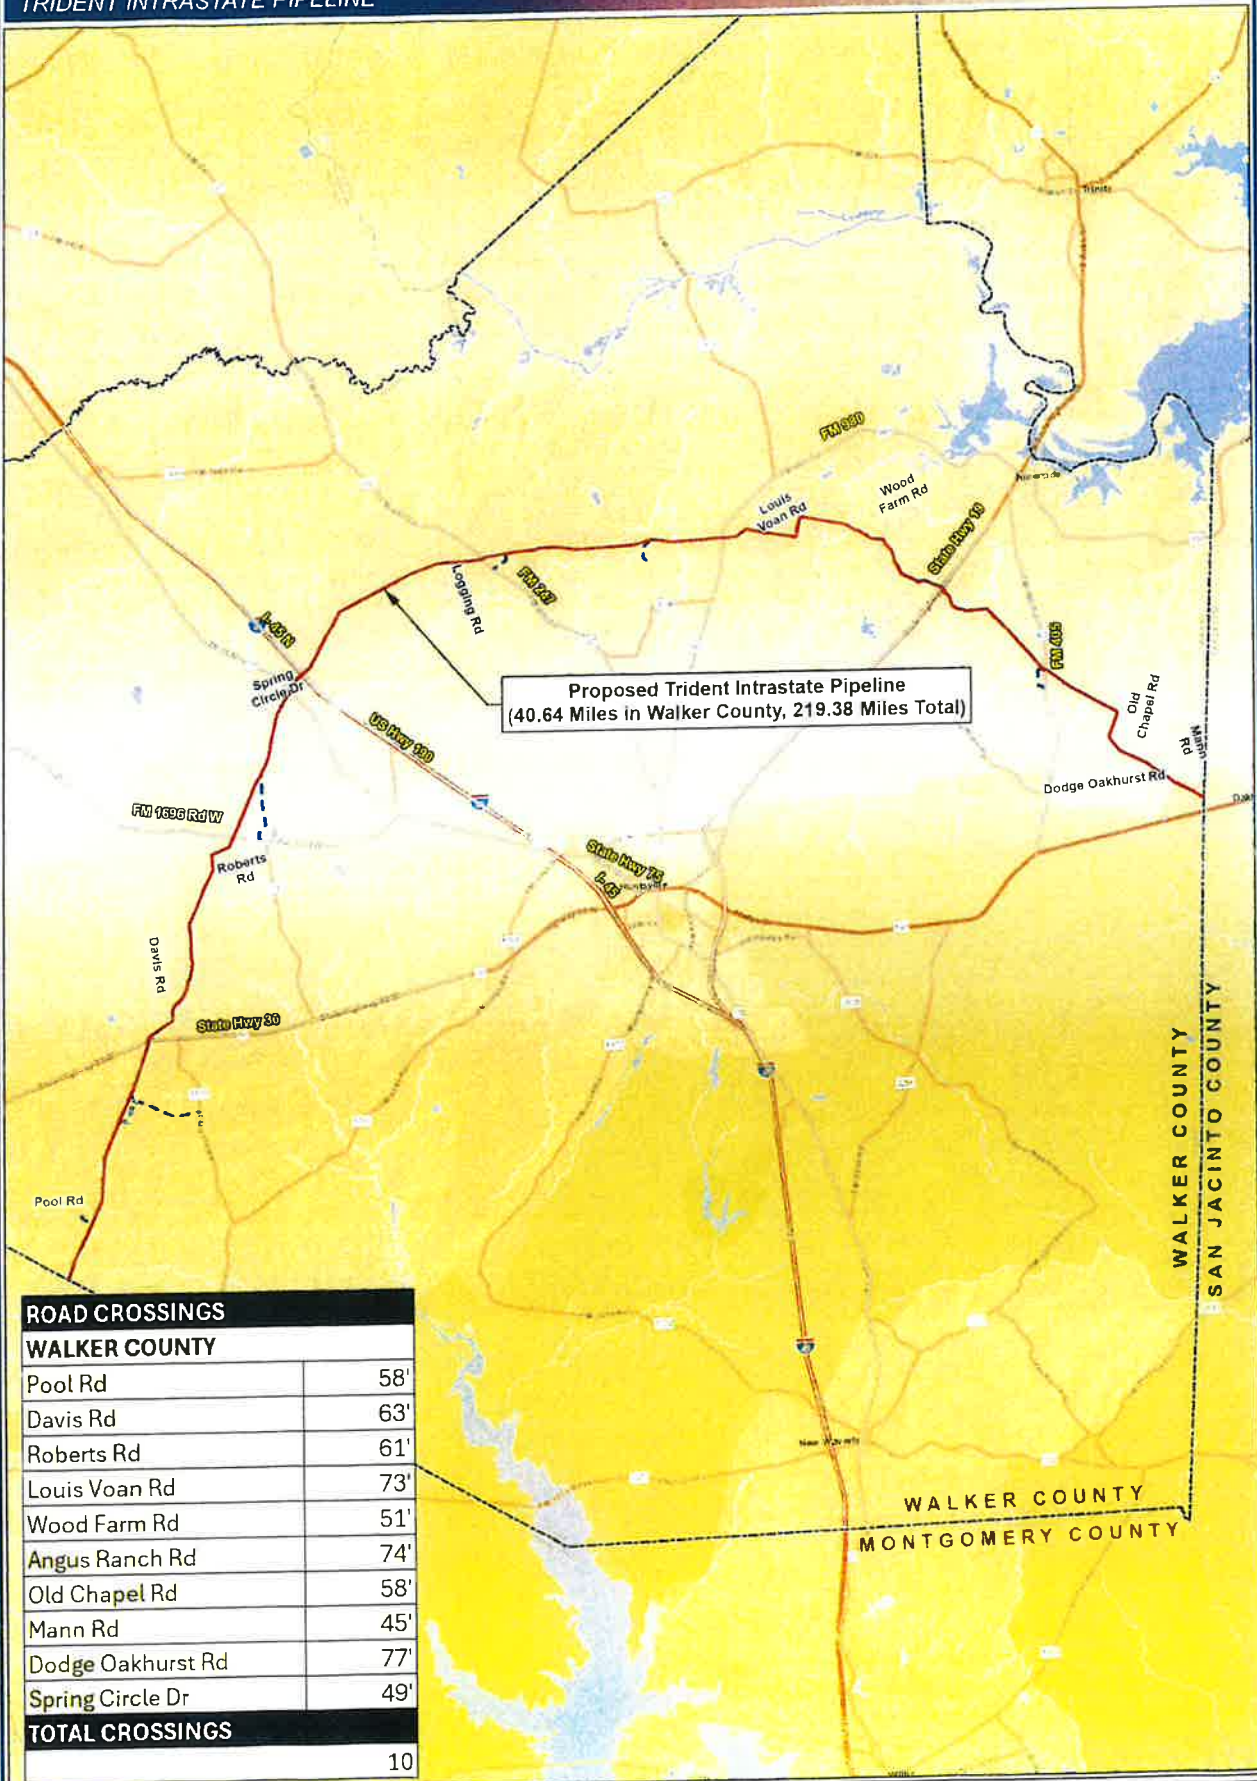 TRIDENT INTRASTATE PIPELINE
Trinity
FM 980
Wood
Farm Rd
Louis
Voan Rd
Riverside
State Hwy 19
Logging Rd
FM 247
I-45 N
Spring
Circle Dr
FM 405
Proposed Trident Intrastate Pipeline
(40.64 Miles in Walker County, 219.38 Miles Total)
Old
Chapel Rd
Mann
Rd
US Hwy 190
Dodge Oakhurst Rd
FM 1696 Rd W
Roberts
Rd
State Hwy 75
I-45
Huntsville
Davis Rd
State Hwy 30
Pool Rd
WALKER COUNTY
SAN JACINTO COUNTY
New Waverly
WALKER COUNTY
MONTGOMERY COUNTY
ROAD CROSSINGS
WALKER COUNTY
Pool Rd 58'
Davis Rd 63'
Roberts Rd 61'
Louis Voan Rd 73'
Wood Farm Rd 51'
Angus Ranch Rd 74'
Old Chapel Rd 58'
Mann Rd 45'
Dodge Oakhurst Rd 77'
Spring Circle Dr 49'
TOTAL CROSSINGS
10